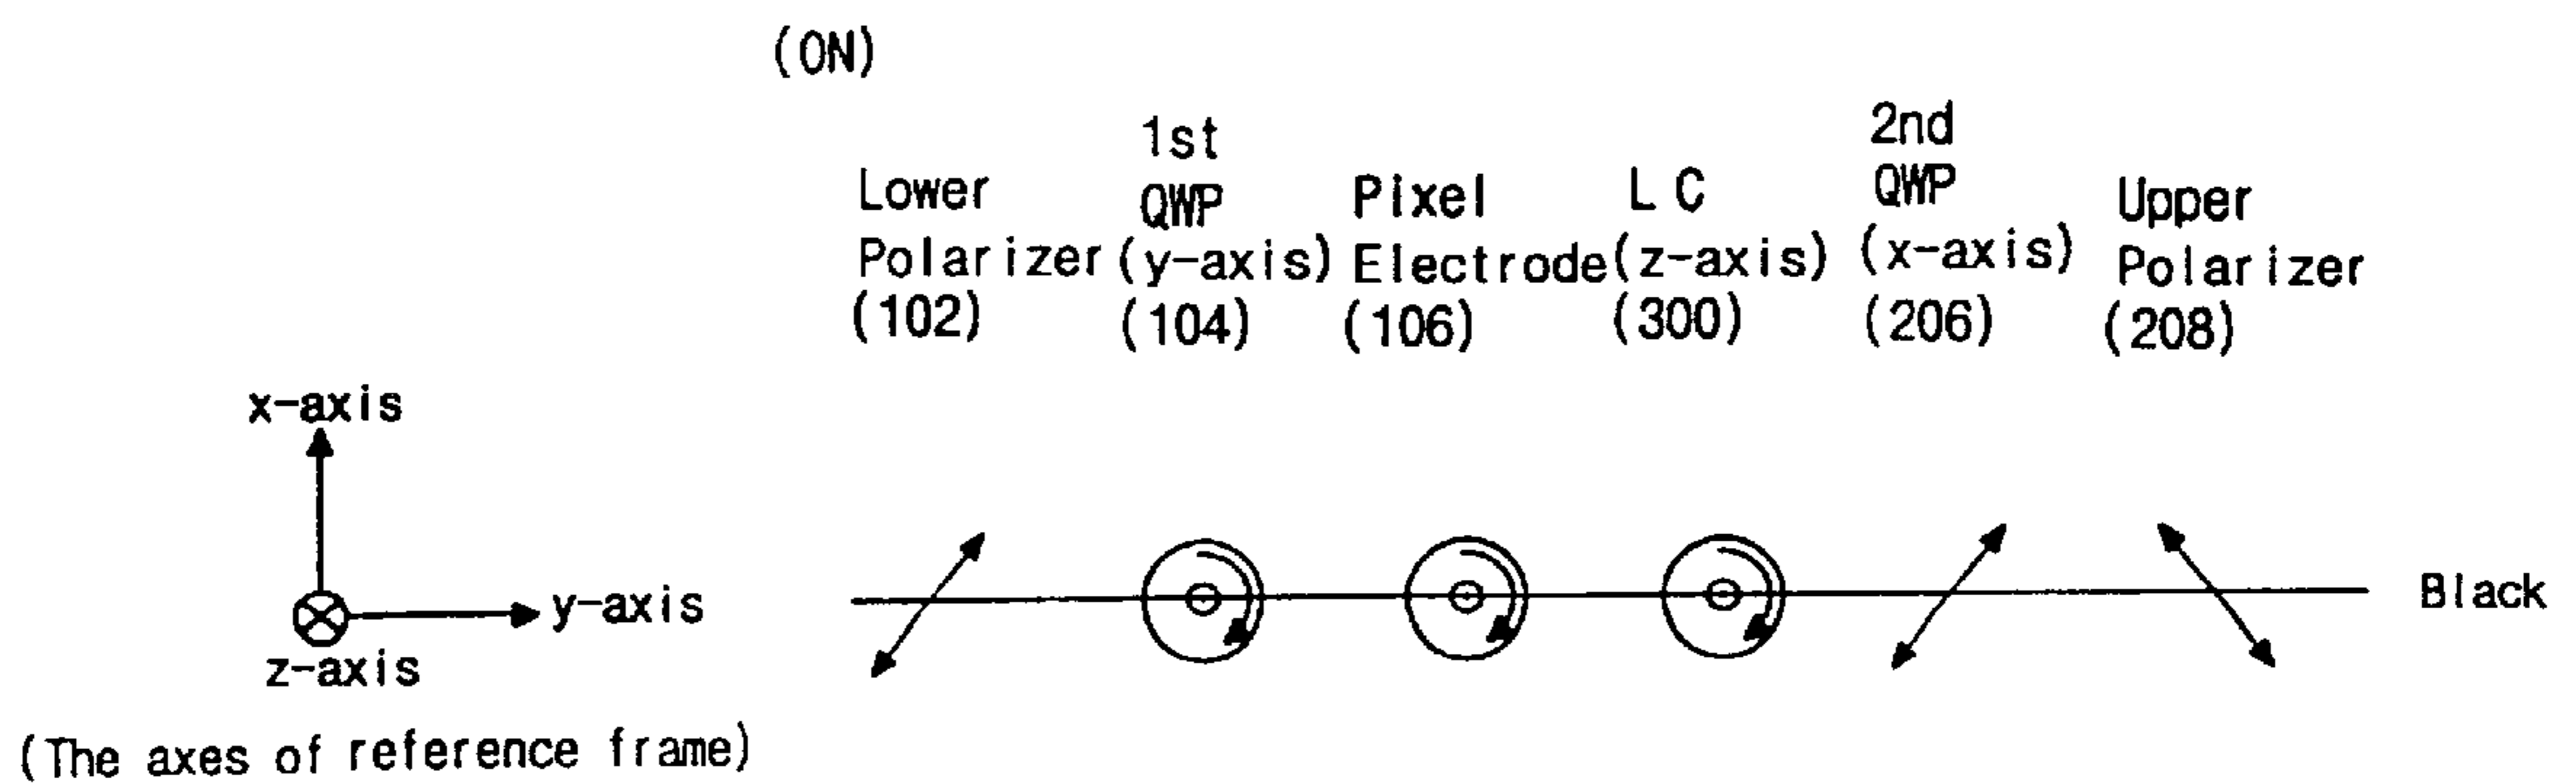 (ON)
Lower
Polarizer
(102)
1st
QWP
(y-axis)
(104)
Pixel
Electrode
(106)
LC
(z-axis)
(300)
2nd
QWP
(x-axis)
(206)
Upper
Polarizer
(208)
x-axis
y-axis
z-axis
(The axes of reference frame)
Black